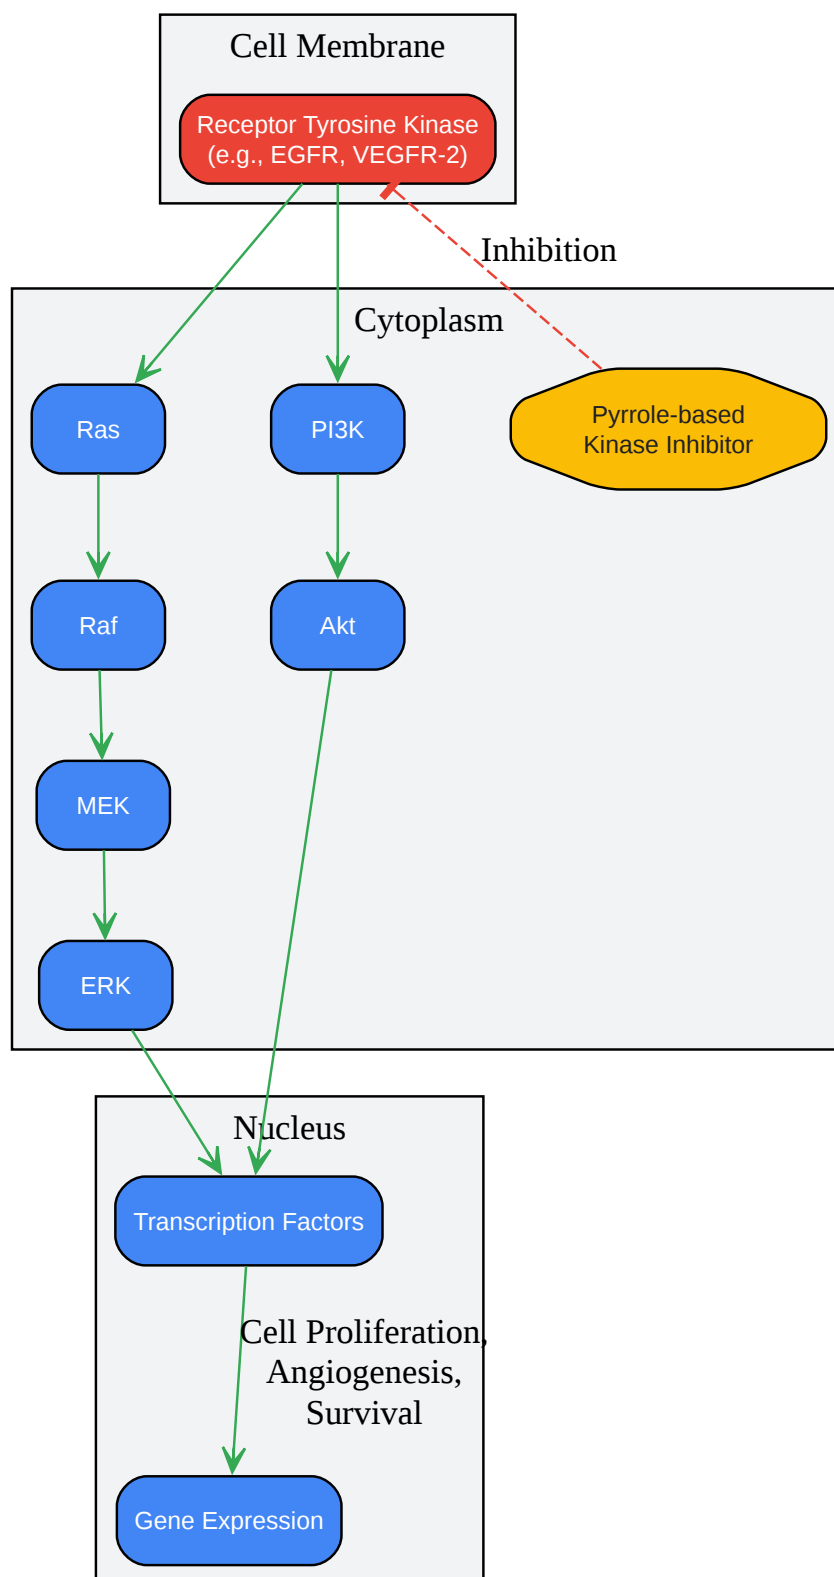 Cell Membrane
Receptor Tyrosine Kinase
(e.g., EGFR, VEGFR-2)
Inhibition
Cytoplasm
Ras
PI3K
Pyrrole-based
Kinase Inhibitor
Raf
Akt
MEK
ERK
Nucleus
Transcription Factors
Cell Proliferation,
Angiogenesis,
Survival
Gene Expression